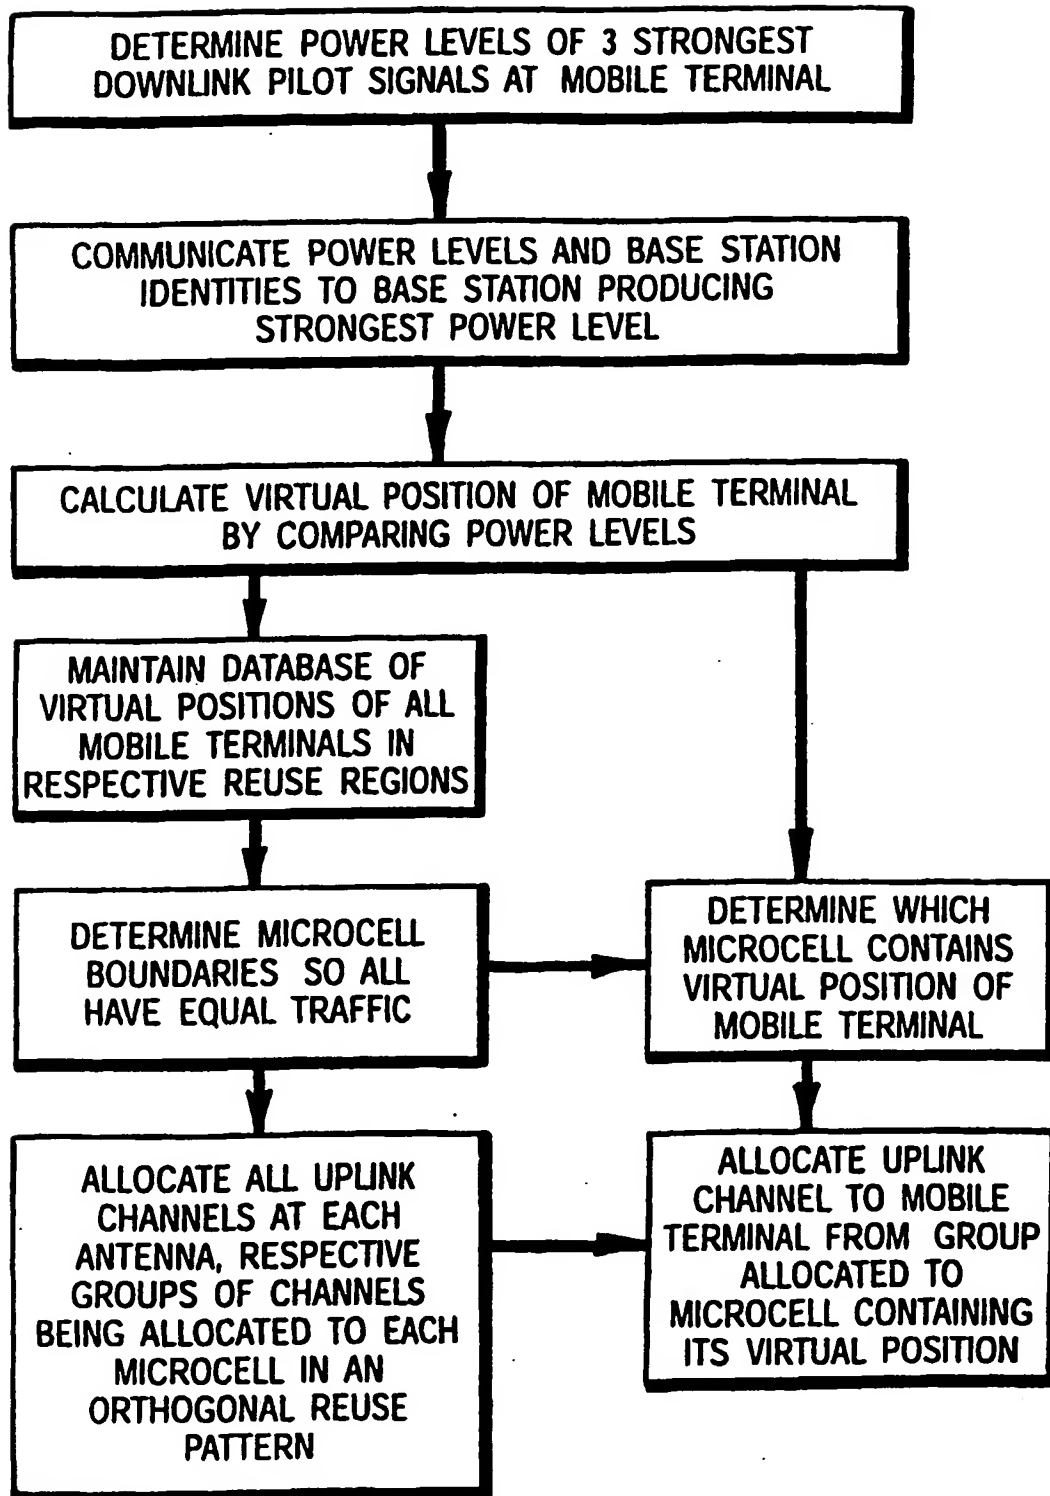 DETERMINE POWER LEVELS OF 3 STRONGEST
DOWNLINK PILOT SIGNALS AT MOBILE TERMINAL
COMMUNICATE POWER LEVELS AND BASE STATION
IDENTITIES TO BASE STATION PRODUCING
STRONGEST POWER LEVEL
CALCULATE VIRTUAL POSITION OF MOBILE TERMINAL
BY COMPARING POWER LEVELS
MAINTAIN DATABASE OF
VIRTUAL POSITIONS OF ALL
MOBILE TERMINALS IN
RESPECTIVE REUSE REGIONS
DETERMINE MICROCELL
BOUNDARIES SO ALL
HAVE EQUAL TRAFFIC
DETERMINE WHICH
MICROCELL CONTAINS
VIRTUAL POSITION OF
MOBILE TERMINAL
ALLOCATE ALL UPLINK
CHANNELS AT EACH
ANTENNA, RESPECTIVE
GROUPS OF CHANNELS
BEING ALLOCATED TO EACH
MICROCELL IN AN
ORTHOGONAL REUSE
PATTERN
ALLOCATE UPLINK
CHANNEL TO MOBILE
TERMINAL FROM GROUP
ALLOCATED TO
MICROCELL CONTAINING
ITS VIRTUAL POSITION